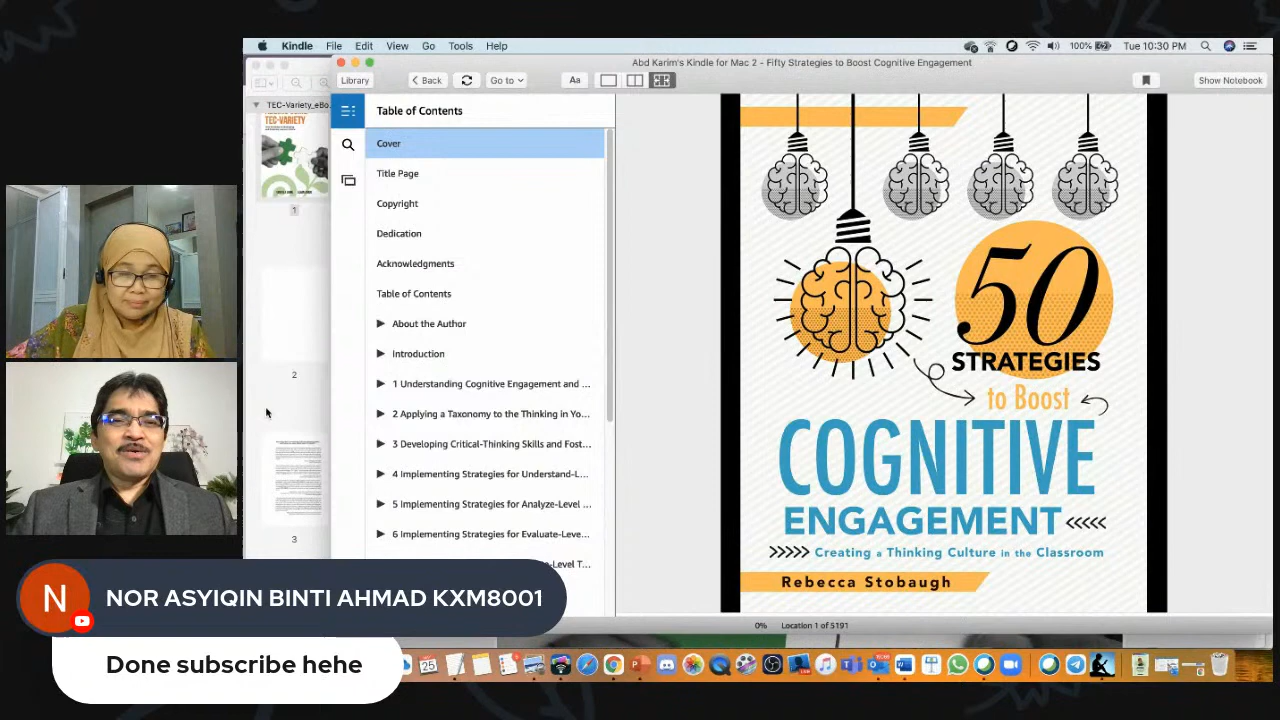 Kindle File Edit View Go Tools Help
100% Tue 10:30 PM
Abd Karim's Kindle for Mac 2 - Fifty Strategies to Boost Cognitive Engagement
Library Back Go to Aa Show Notebook
TEC-Variety_eBo...
TEC-VARIETY
1
2
3
Table of Contents
Cover
Title Page
Copyright
Dedication
Acknowledgments
Table of Contents
About the Author
Introduction
1 Understanding Cognitive Engagement and ...
2 Applying a Taxonomy to the Thinking in Yo...
3 Developing Critical-Thinking Skills and Fost...
4 Implementing Strategies for Understand-L...
5 Implementing Strategies for Analyze-Level ...
6 Implementing Strategies for Evaluate-Leve...
e-Level T...
50
STRATEGIES
to Boost
COGNITIVE
ENGAGEMENT
Creating a Thinking Culture in the Classroom
Rebecca Stobaugh
0% Location 1 of 5191
N NOR ASYIQIN BINTI AHMAD KXM8001
Done subscribe hehe
25